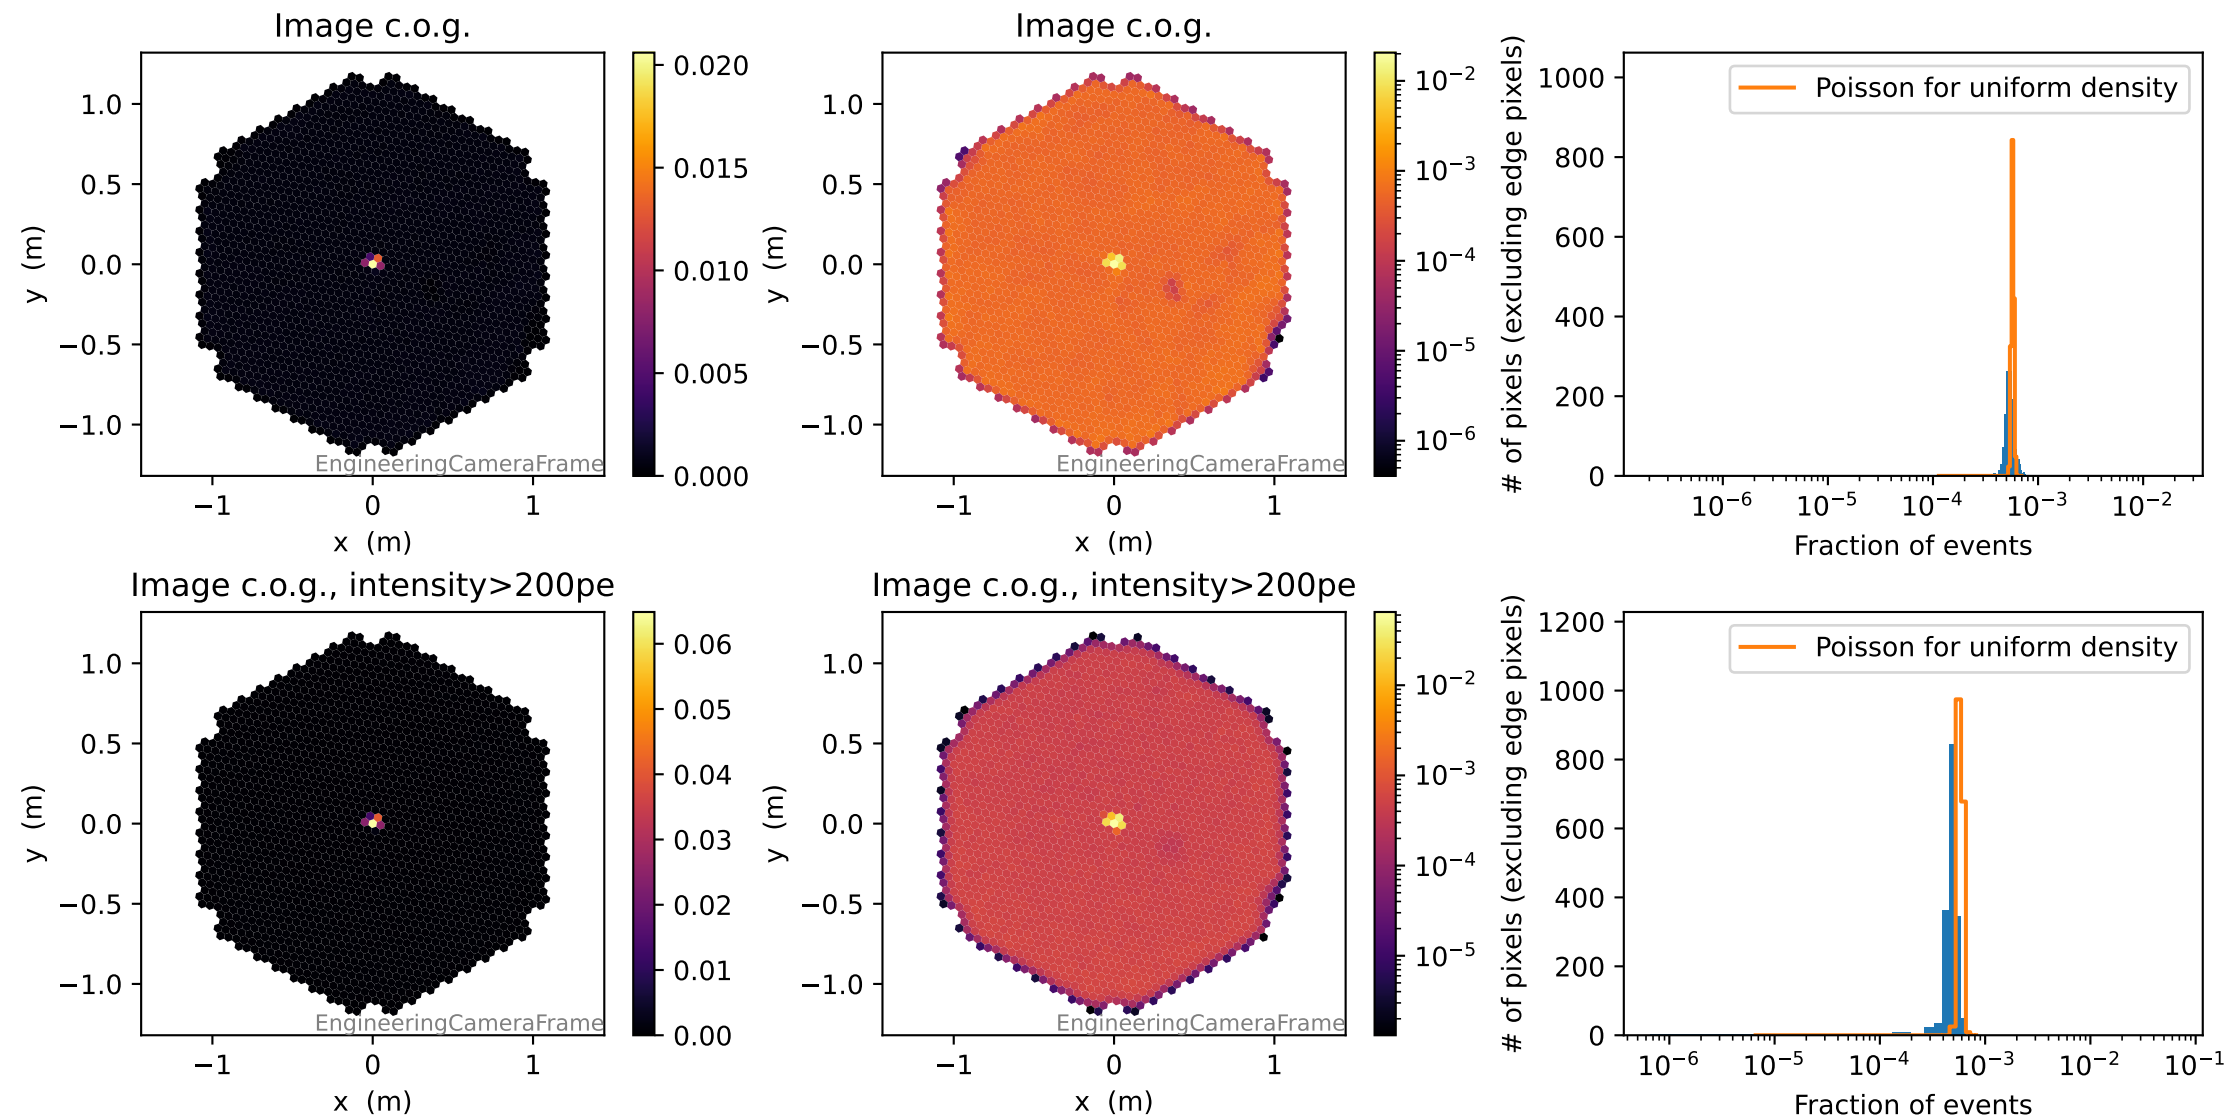 Image c.o.g.
1.0
0.5
0.0
−0.5
−1.0
y (m)
−1 0 1
x (m)
EngineeringCameraFrame
0.020
0.015
0.010
0.005
0.000
Image c.o.g.
1.0
0.5
0.0
−0.5
−1.0
y (m)
−1 0 1
x (m)
EngineeringCameraFrame
10⁻²
10⁻³
10⁻⁴
10⁻⁵
10⁻⁶
# of pixels (excluding edge pixels)
1000
800
600
400
200
0
Poisson for uniform density
10⁻⁶ 10⁻⁵ 10⁻⁴ 10⁻³ 10⁻²
Fraction of events
Image c.o.g., intensity>200pe
1.0
0.5
0.0
−0.5
−1.0
y (m)
−1 0 1
x (m)
EngineeringCameraFrame
0.06
0.05
0.04
0.03
0.02
0.01
0.00
Image c.o.g., intensity>200pe
1.0
0.5
0.0
−0.5
−1.0
y (m)
−1 0 1
x (m)
EngineeringCameraFrame
10⁻²
10⁻³
10⁻⁴
10⁻⁵
# of pixels (excluding edge pixels)
1200
1000
800
600
400
200
0
Poisson for uniform density
10⁻⁶ 10⁻⁵ 10⁻⁴ 10⁻³ 10⁻² 10⁻¹
Fraction of events